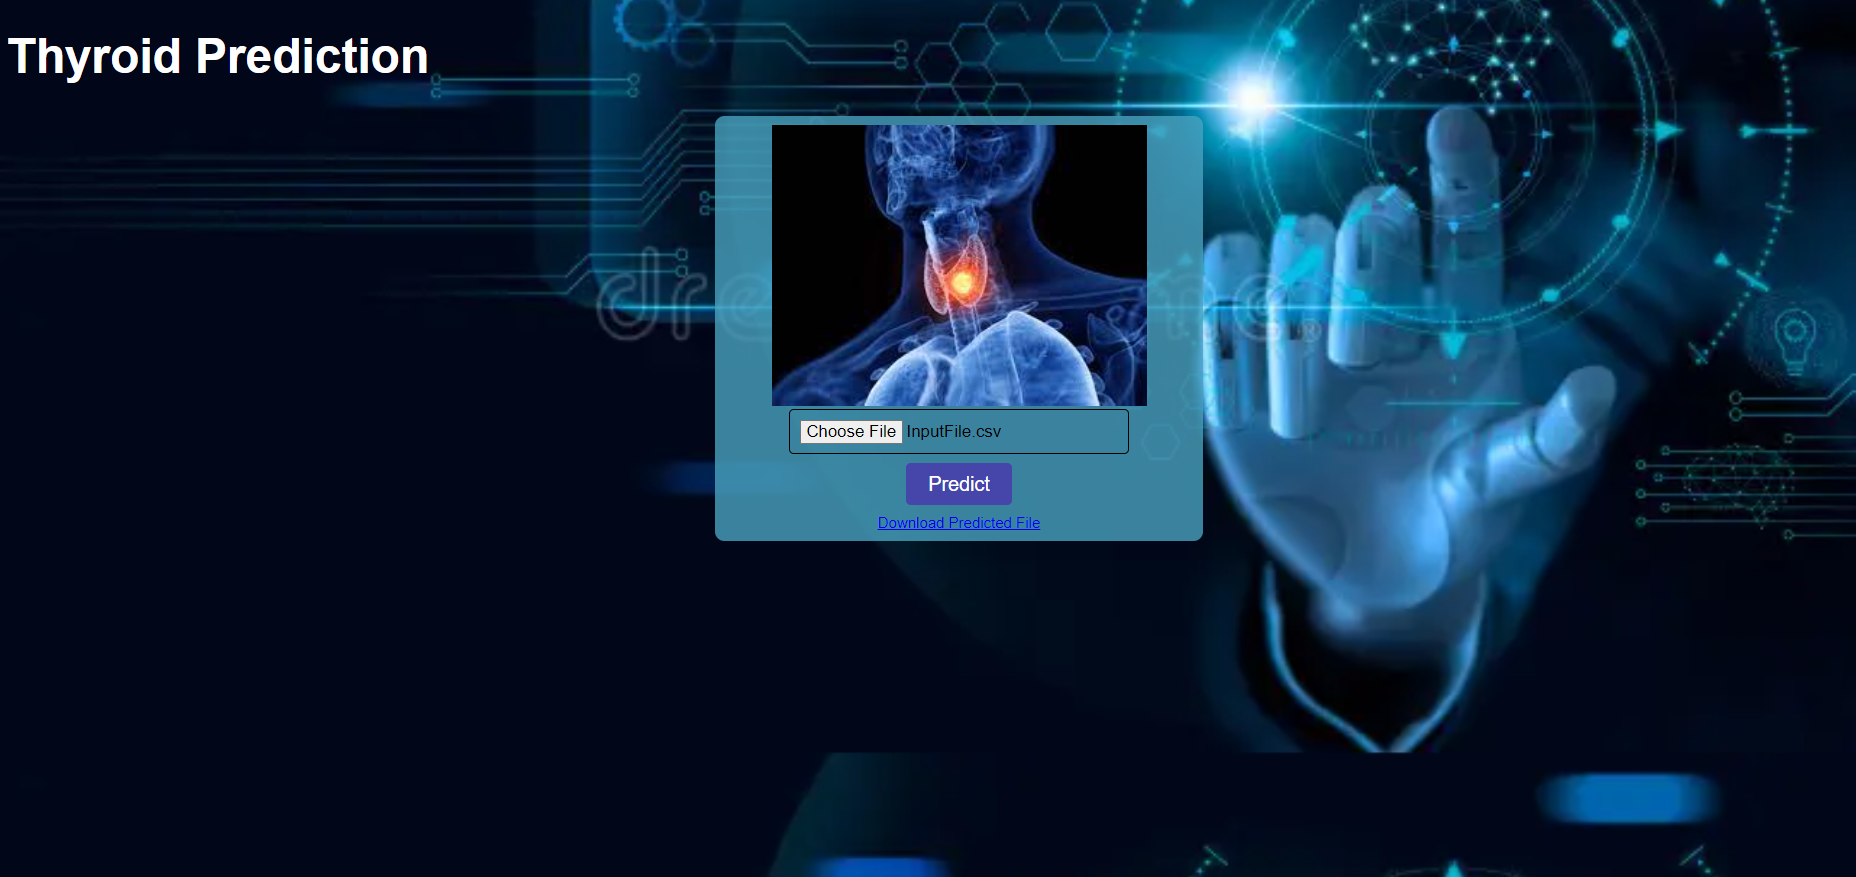 Thyroid Prediction
Choose File InputFile.csv
Predict
Download Predicted File